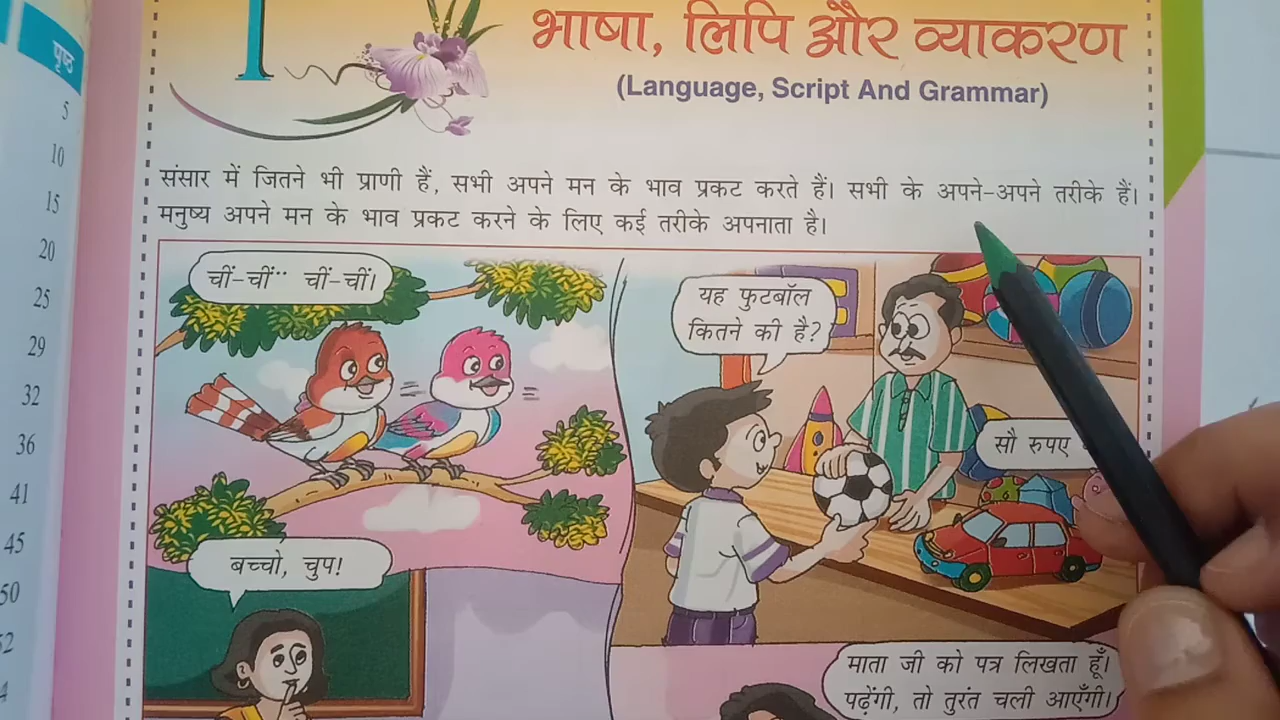 1
भाषा, लिपि और व्याकरण
(Language, Script And Grammar)
पृष्ठ
5
10
15
20
25
29
32
36
41
45
50
संसार में जितने भी प्राणी हैं, सभी अपने मन के भाव प्रकट करते हैं। सभी के अपने-अपने तरीके हैं।
मनुष्य अपने मन के भाव प्रकट करने के लिए कई तरीके अपनाता है।
चीं-चीं¨ चीं-चीं।
यह फुटबॉल
कितने की है?
सौ रुपए
बच्चो, चुप!
माता जी को पत्र लिखता हूँ।
पढ़ेंगी, तो तुरंत चली आएँगी।